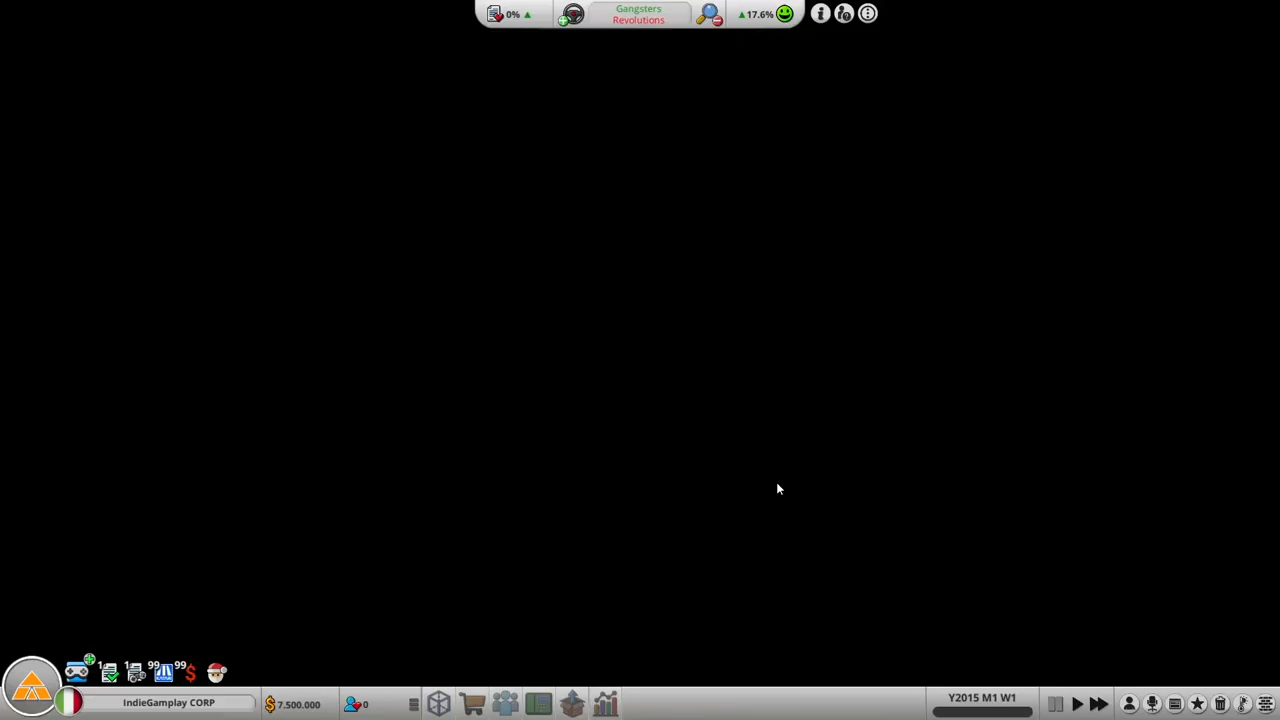 0%
Gangsters
Revolutions
17.6%
99
99
IndieGamplay CORP
7.500.000
0
Y2015 M1 W1